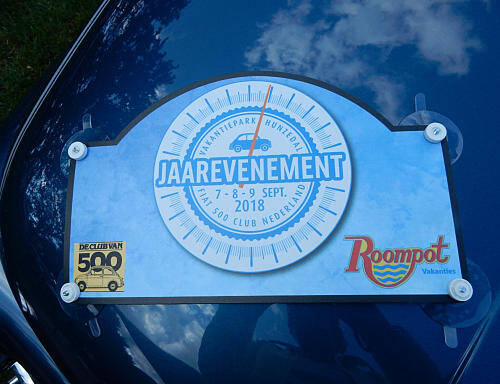 VAKANTIEPARK HUNZEDAL
JAAREVENEMENT
7 - 8 - 9 SEPT.
2018
FIAT 500 CLUB NEDERLAND
DE CLUB VAN
500
Roompot
Vakanties